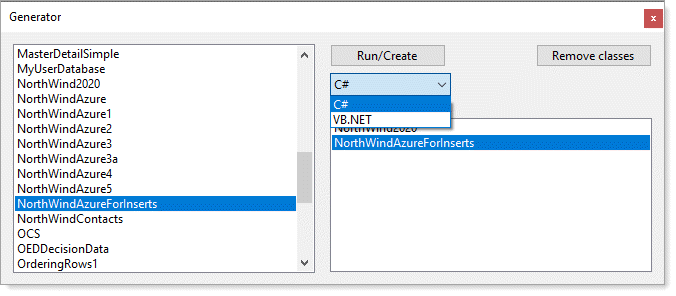 Generator
x
MasterDetailSimple
MyUserDatabase
NorthWind2020
NorthWindAzure
NorthWindAzure1
NorthWindAzure2
NorthWindAzure3
NorthWindAzure3a
NorthWindAzure4
NorthWindAzure5
NorthWindAzureForInserts
NorthWindContacts
OCS
OEDDecisionData
OrderingRows1
Run/Create
Remove classes
C#
C#
VB.NET
NorthWind2020
NorthWindAzureForInserts